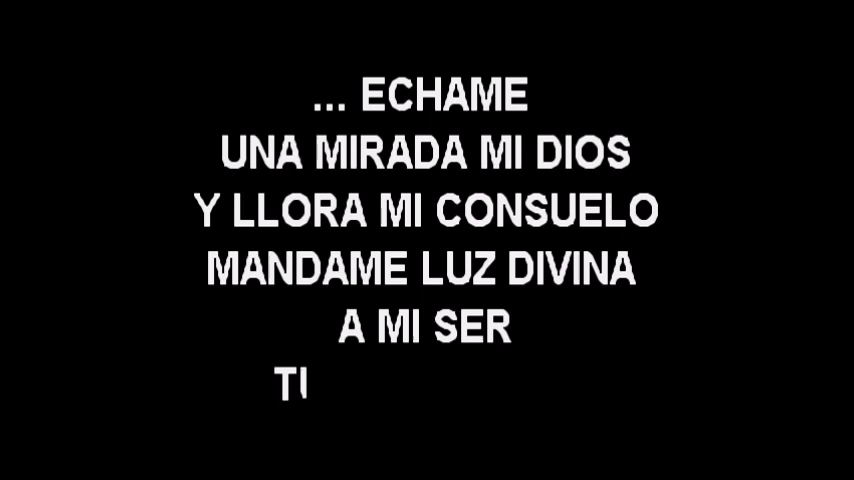 ... ECHAME
UNA MIRADA MI DIOS
Y LLORA MI CONSUELO
MANDAME LUZ DIVINA
A MI SER